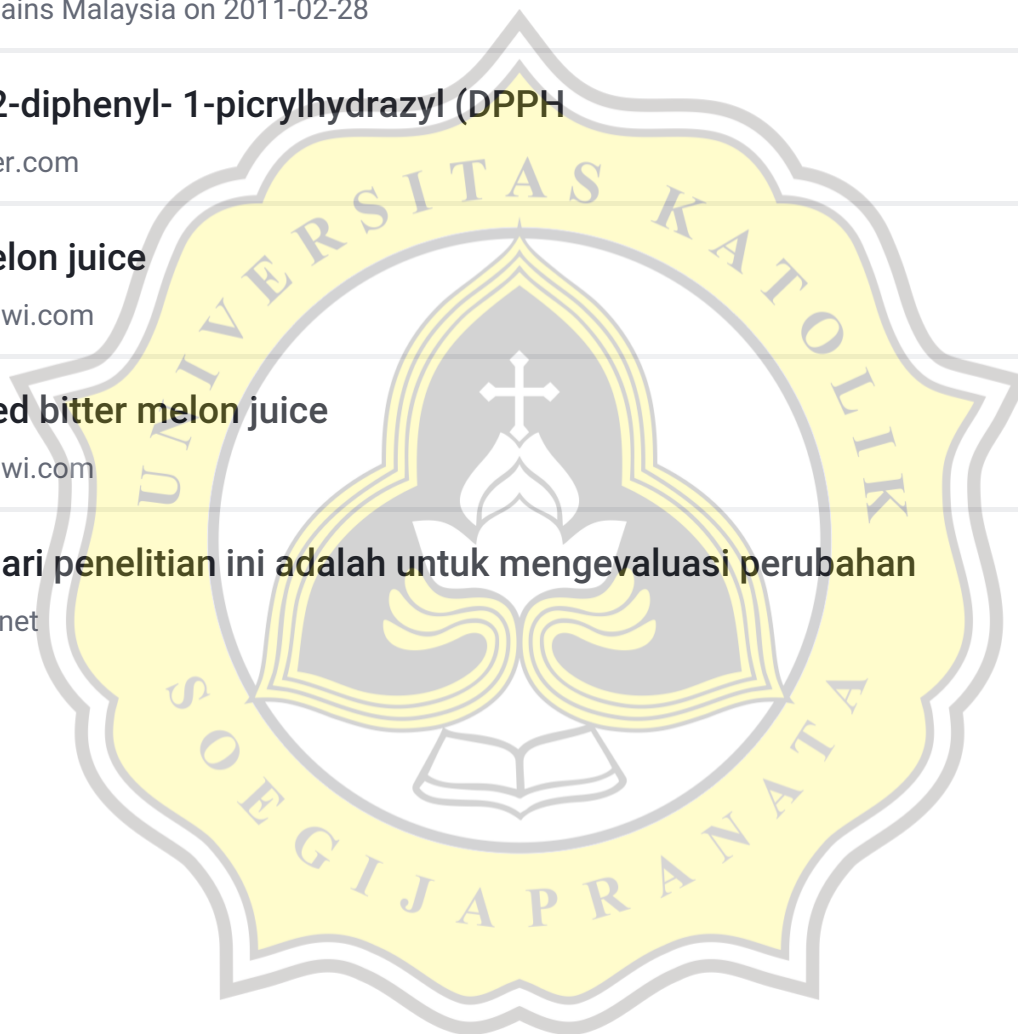 ains Malaysia on 2011-02-28
2-diphenyl- 1-picrylhydrazyl (DPPH
er.com
elon juice
wi.com
ed bitter melon juice
wi.com
ari penelitian ini adalah untuk mengevaluasi perubahan
net
UNIVERSITAS KATOLIK
SOEGIJAPRANATA